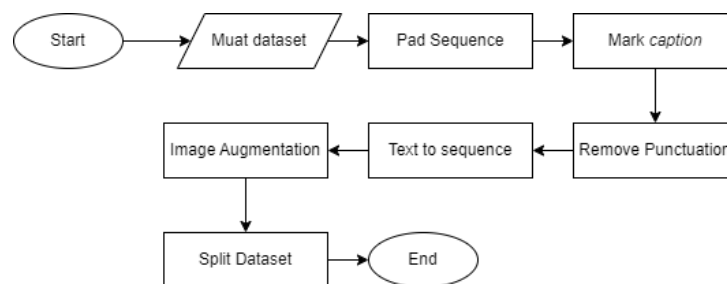 Start
Muat dataset
Pad Sequence
Mark caption
Remove Punctuation
Text to sequence
Image Augmentation
Split Dataset
End